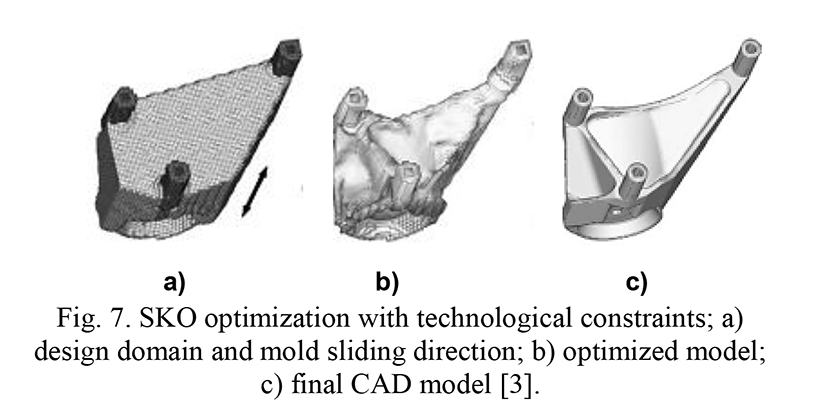 a) b) c)
Fig. 7. SKO optimization with technological constraints; a)
design domain and mold sliding direction; b) optimized model;
c) final CAD model [3].